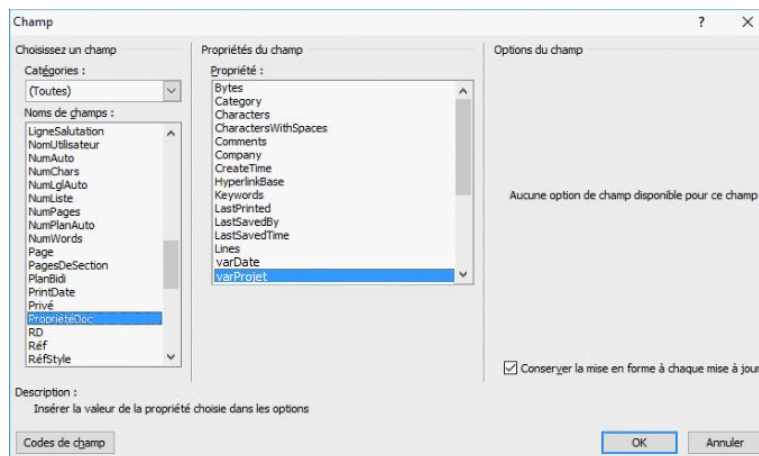 Champ
? X
Choisissez un champ
Catégories :
(Toutes)
Noms de champs :
LigneSalutation
NomUtilisateur
NumAuto
NumChars
NumLglAuto
NumListe
NumPages
NumPlanAuto
NumWords
Page
PagesDeSection
PlanBidi
PrintDate
Privé
PropriétéDoc
RD
Réf
RéfStyle
Propriétés du champ
Propriété :
Bytes
Category
Characters
CharactersWithSpaces
Comments
Company
CreateTime
HyperlinkBase
Keywords
LastPrinted
LastSavedBy
LastSavedTime
Lines
varDate
varProjet
Options du champ
Aucune option de champ disponible pour ce champ
Conserver la mise en forme à chaque mise à jour
Description :
Insérer la valeur de la propriété choisie dans les options
Codes de champ
OK
Annuler